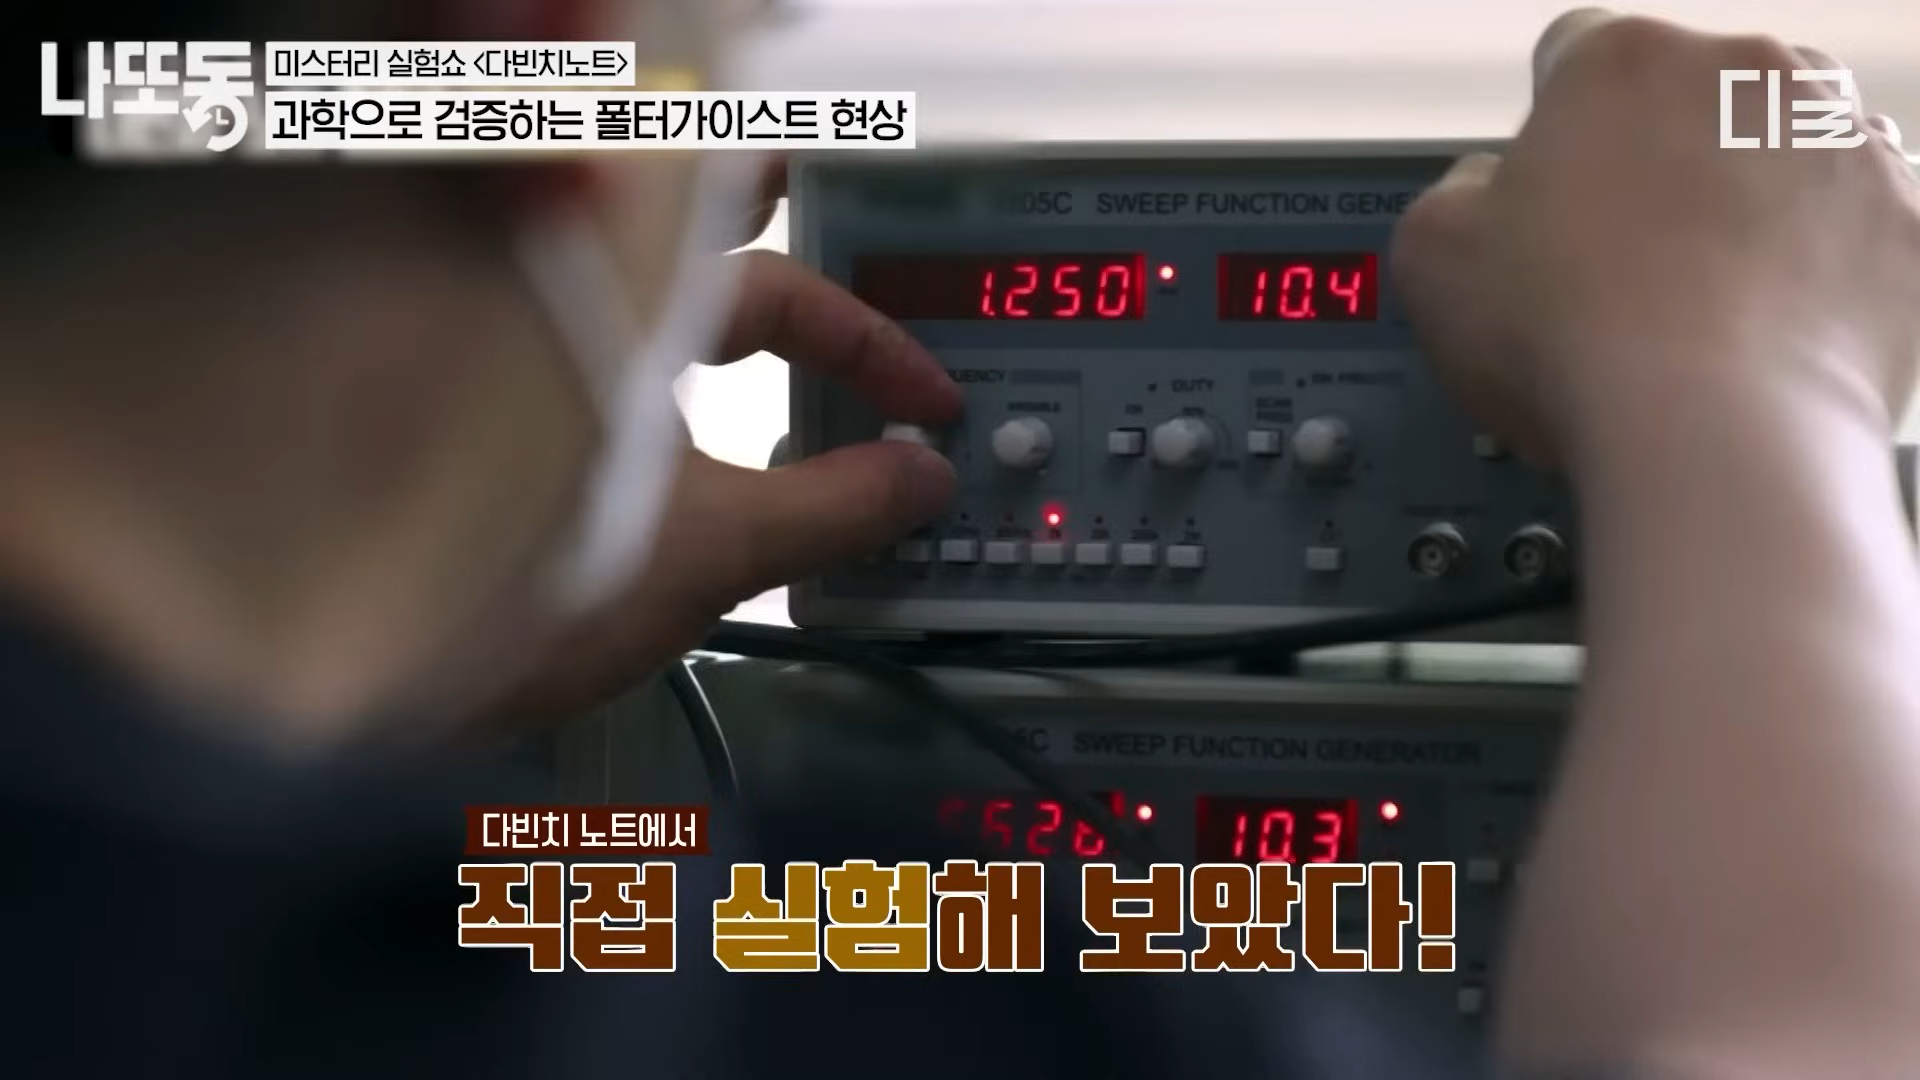 나또동
미스터리 실험쇼 <다빈치노트>
과학으로 검증하는 폴터가이스트 현상
디글
05C SWEEP FUNCTION GENE
1.250
10.4
DUTY
ON
SWEEP FUNCTION GENERATOR
10.3
다빈치 노트에서
직접 실험해 보았다!